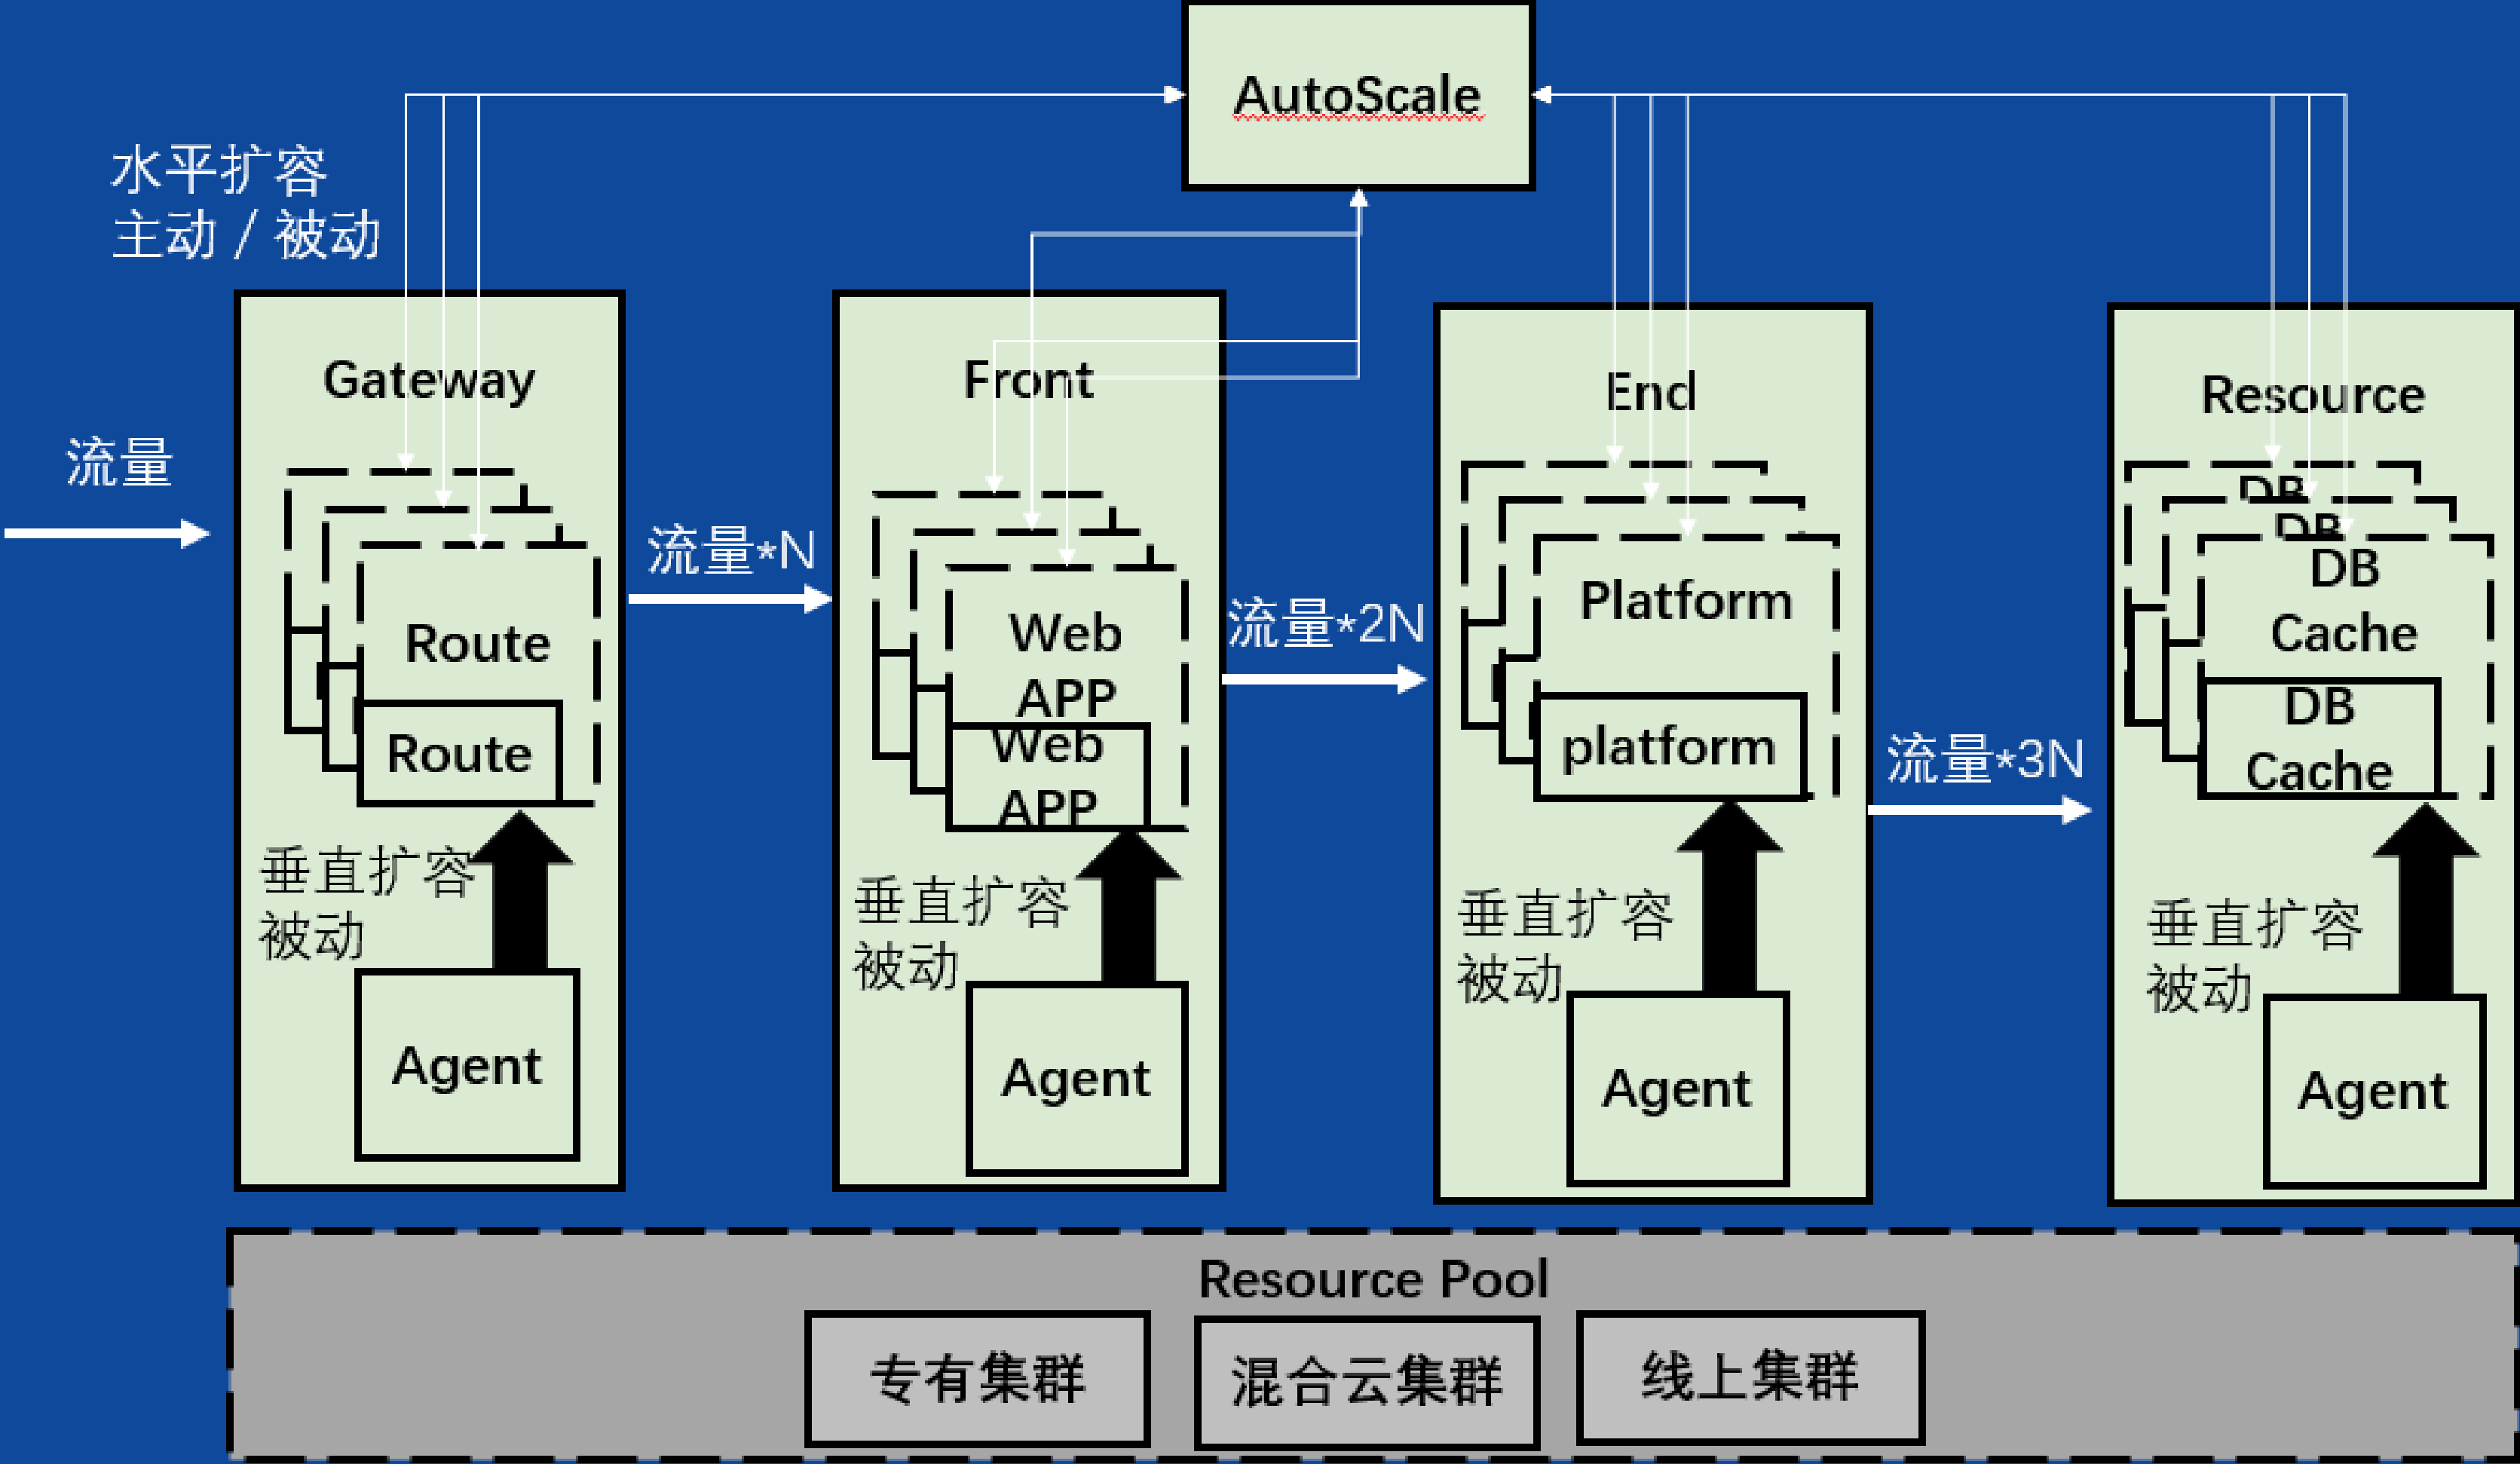 AutoScale
水平扩容
主动 / 被动
流量
Gateway
Route
Route
垂直扩容
被动
Agent
流量*N
Front
Web
APP
Web
APP
垂直扩容
被动
Agent
流量*2N
End
Platform
platform
垂直扩容
被动
Agent
流量*3N
Resource
DB
DB
DB
Cache
DB
Cache
垂直扩容
被动
Agent
Resource Pool
专有集群
混合云集群
线上集群